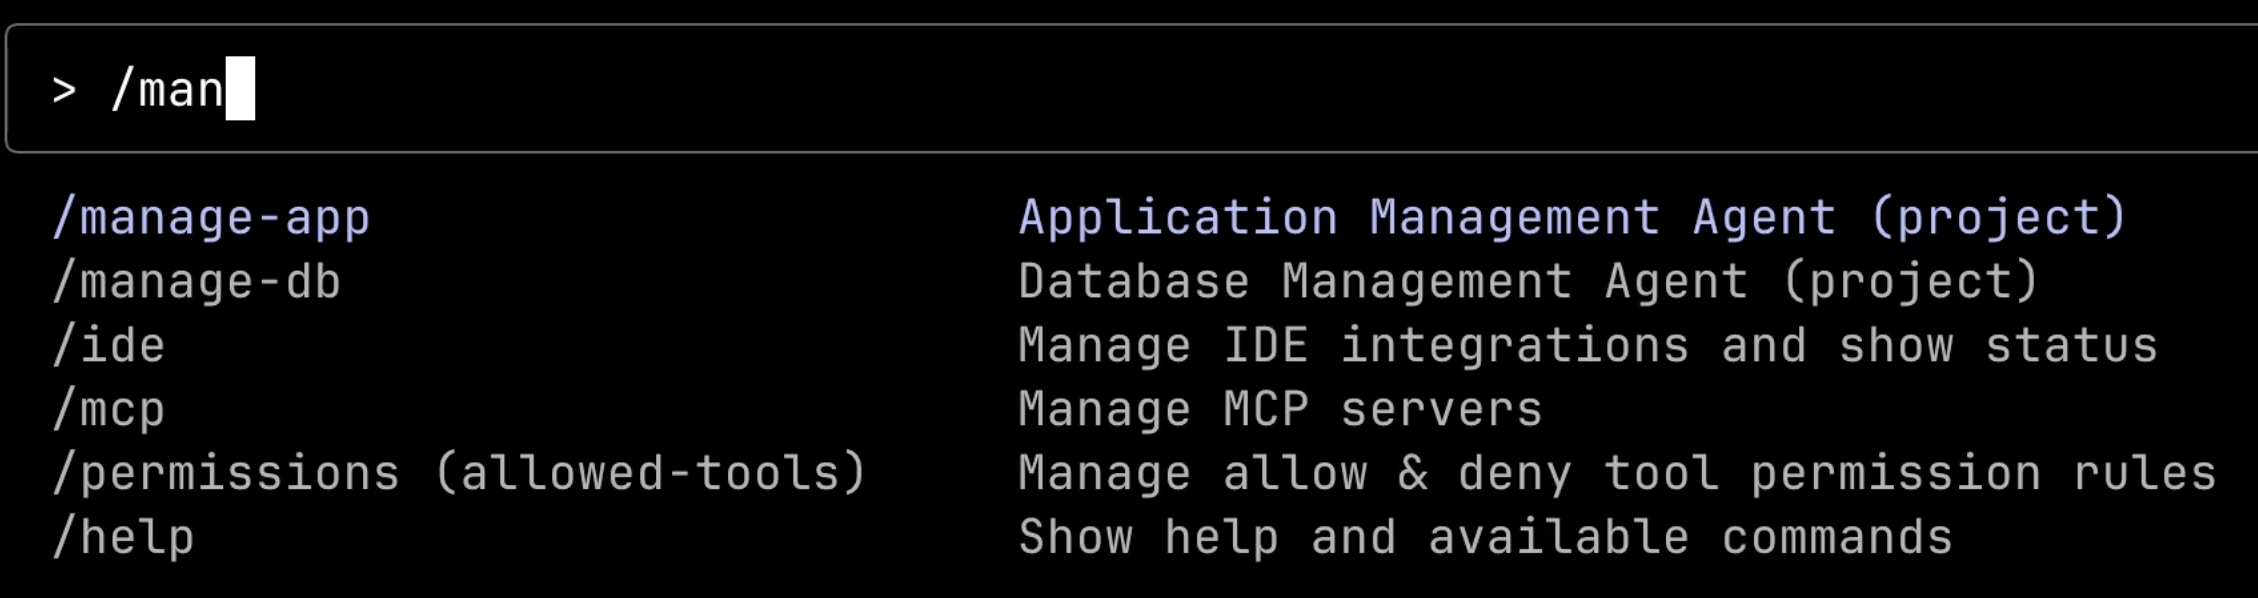 > /man
/manage-app Application Management Agent (project)
/manage-db Database Management Agent (project)
/ide Manage IDE integrations and show status
/mcp Manage MCP servers
/permissions (allowed-tools) Manage allow & deny tool permission rules
/help Show help and available commands